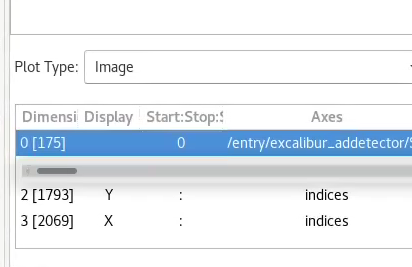 Plot Type: Image
Dimensi Display Start:Stop: Axes
0 [175] 0 /entry/excalibur_addetector/
2 [1793] Y : indices
3 [2069] X : indices